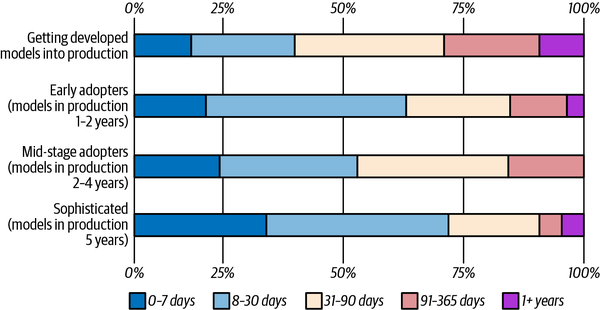 0% 25% 50% 75% 100%
Getting developed
models into production
Early adopters
(models in production
1–2 years)
Mid-stage adopters
(models in production
2–4 years)
Sophisticated
(models in production
5 years)
0% 25% 50% 75% 100%
0–7 days 8–30 days 31–90 days 91–365 days 1+ years